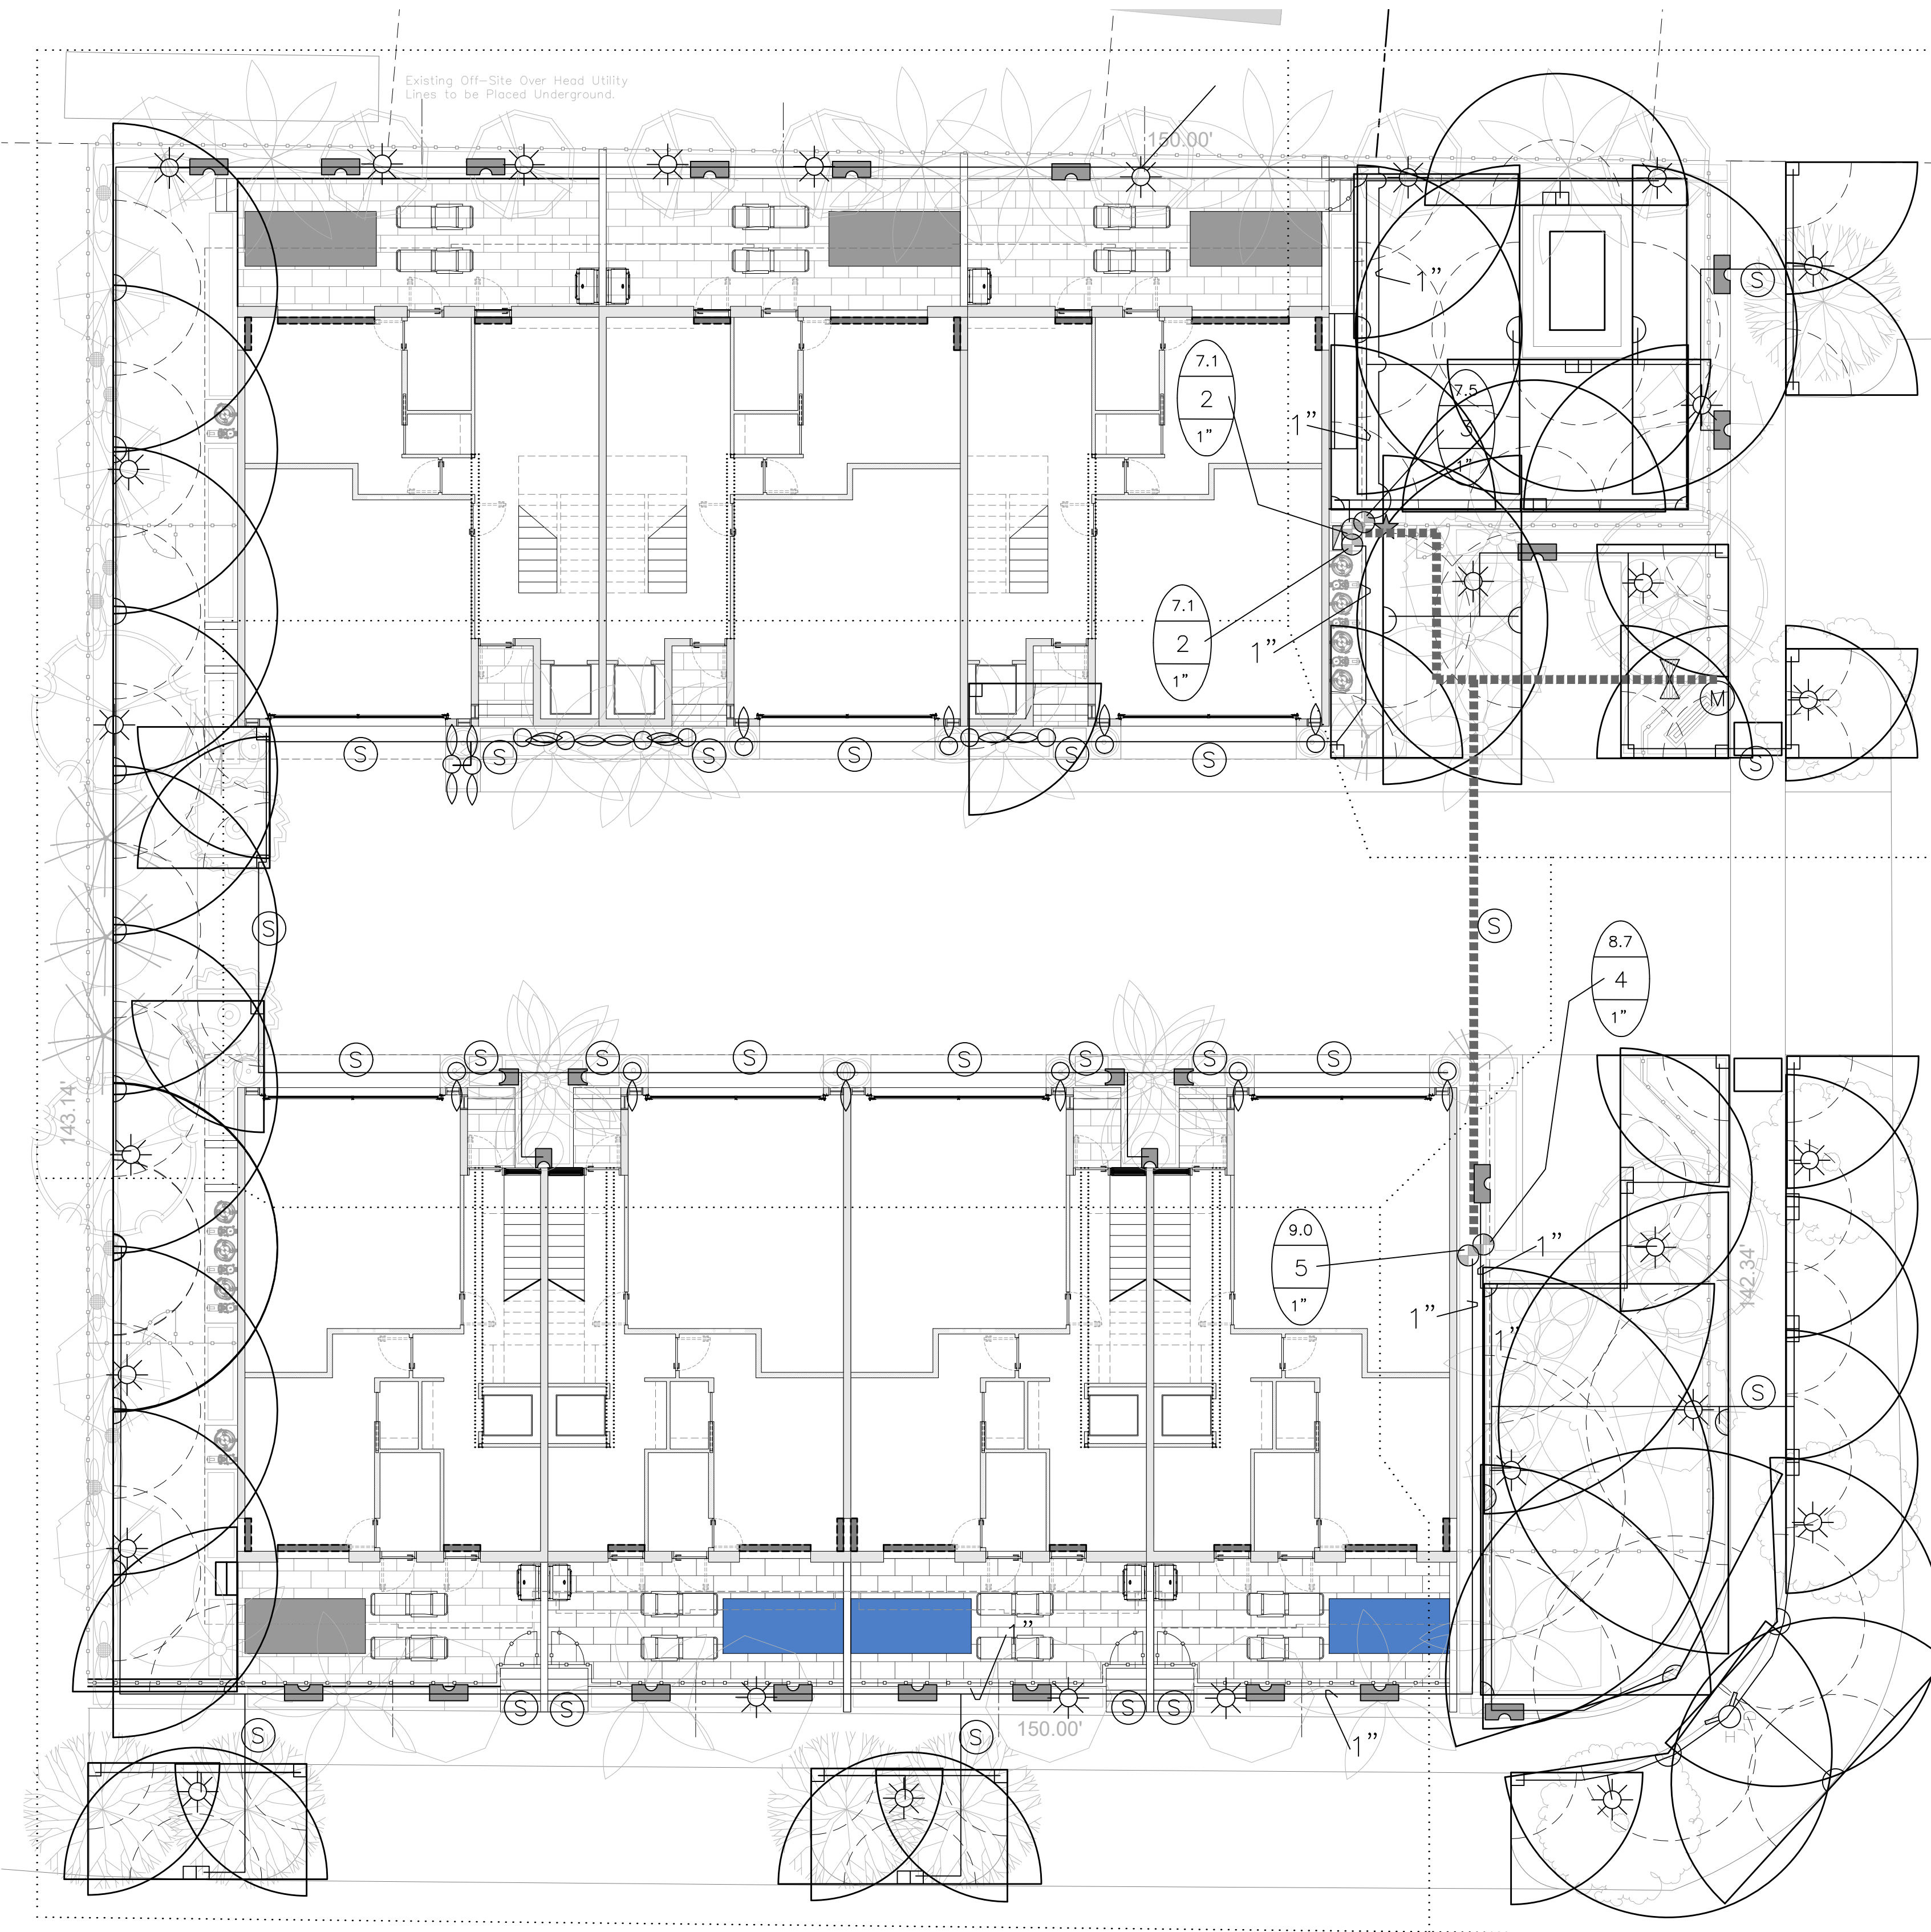 Existing Off-Site Over Head Utility
Lines to be Placed Underground.
150.00'
1"
S
7.1
2
1"
7.5
3
1"
1"
7.1
2
1"
1"
M
S
S
S
S
S
S
S
S
S
8.7
4
1"
S
S
S
S
S
S
S
S
143.14'
9.0
5
1"
1"
1"
1"
142.34'
S
1"
S
S
S
S
S
S
150.00'
1"
H